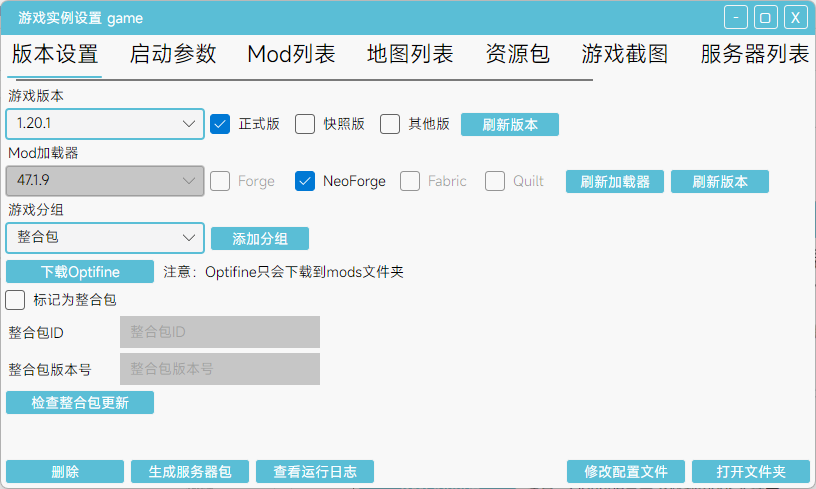 游戏实例设置 game
- X
版本设置 启动参数 Mod列表 地图列表 资源包 游戏截图 服务器列表
游戏版本
1.20.1 正式版 快照版 其他版 刷新版本
Mod加载器
47.1.9 Forge NeoForge Fabric Quilt 刷新加载器 刷新版本
游戏分组
整合包 添加分组
下载Optifine 注意：Optifine只会下载到mods文件夹
标记为整合包
整合包ID 整合包ID
整合包版本号 整合包版本号
检查整合包更新
删除 生成服务器包 查看运行日志 修改配置文件 打开文件夹